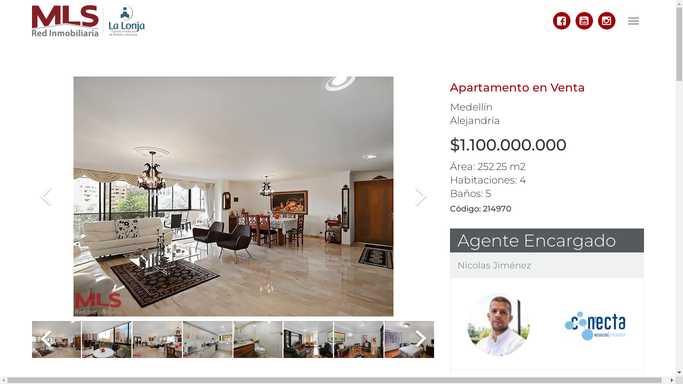 MLS
Red Inmobiliaria
La Lonja
Apartamento en Venta
Medellín
Alejandría
$1.100.000.000
Área: 252.25 m2
Habitaciones: 4
Baños: 5
Código: 214970
Agente Encargado
Nicolas Jiménez
MLS
conecta